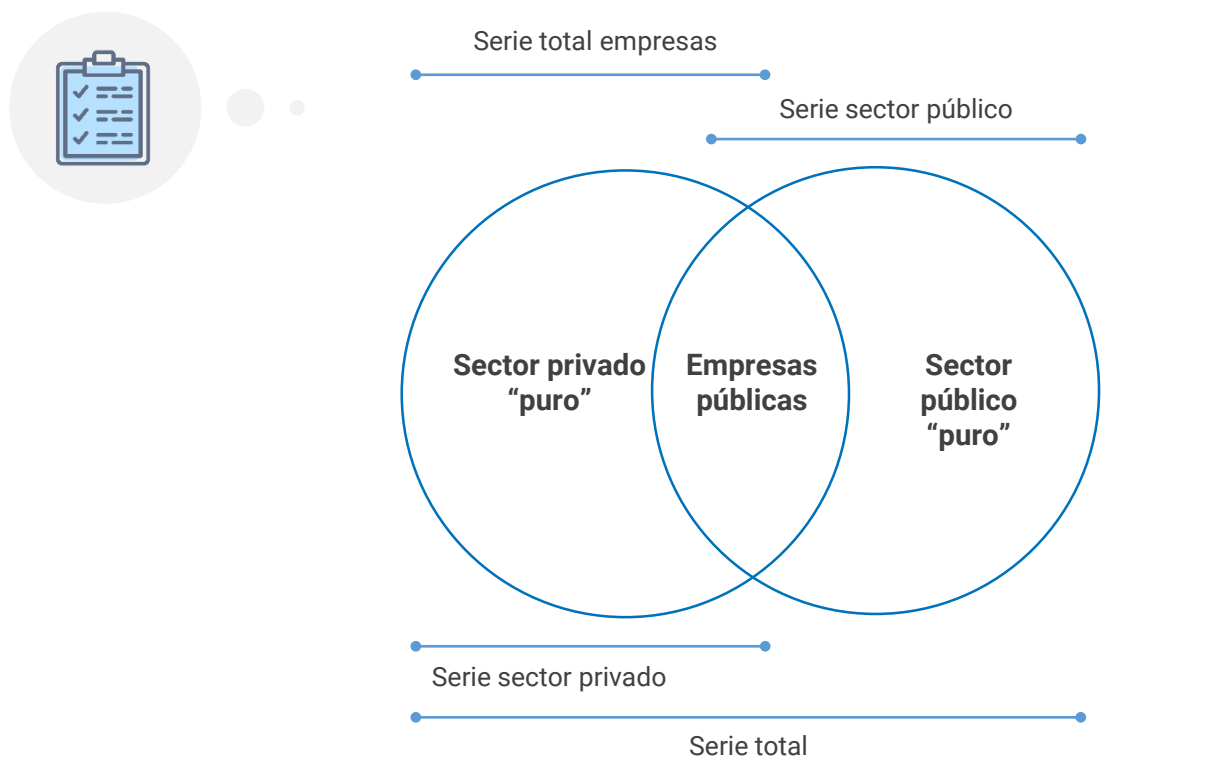 Serie total empresas
Serie sector público
Sector privado
“puro”
Empresas
públicas
Sector
público
“puro”
Serie sector privado
Serie total